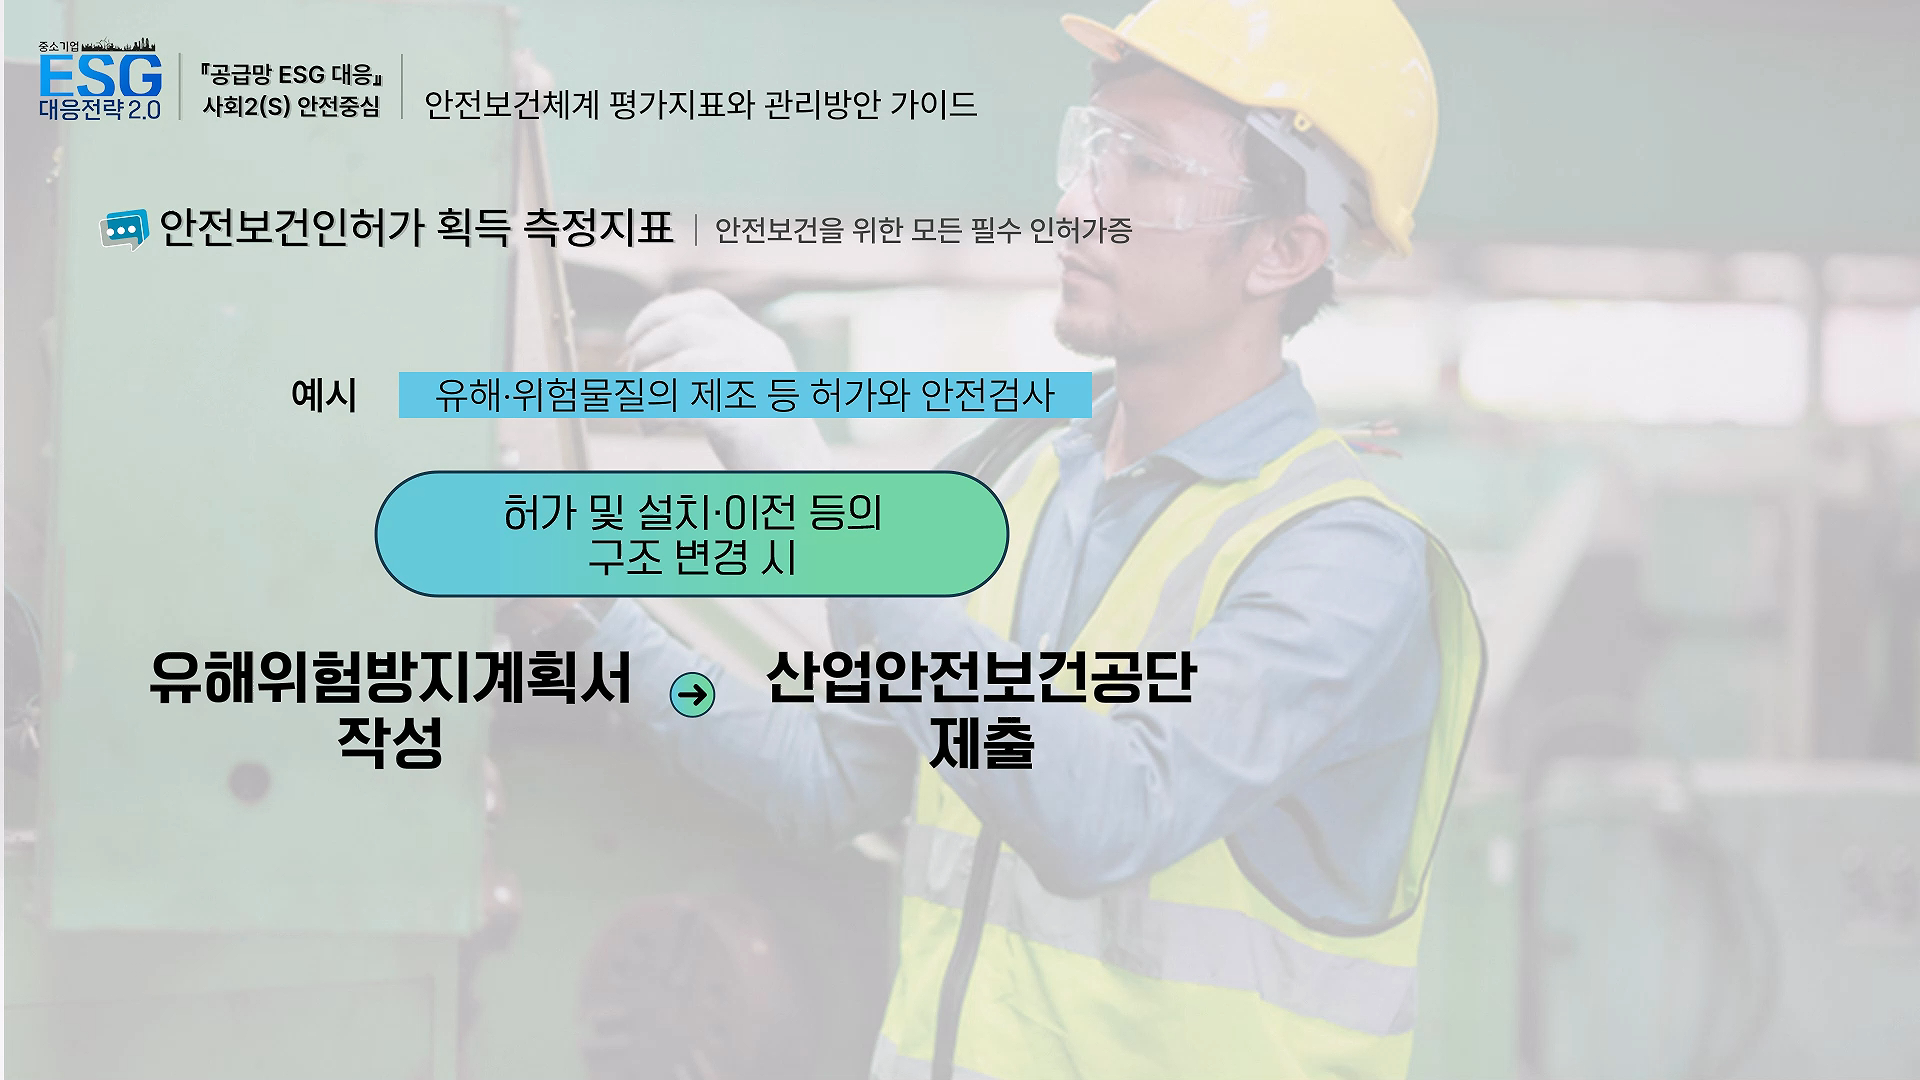 중소기업
ESG
대응전략 2.0
『공급망 ESG 대응』
사회2(S) 안전중심
안전보건체계 평가지표와 관리방안 가이드
안전보건인허가 획득 측정지표
안전보건을 위한 모든 필수 인허가증
예시
유해·위험물질의 제조 등 허가와 안전검사
허가 및 설치·이전 등의
구조 변경 시
유해위험방지계획서
작성
산업안전보건공단
제출